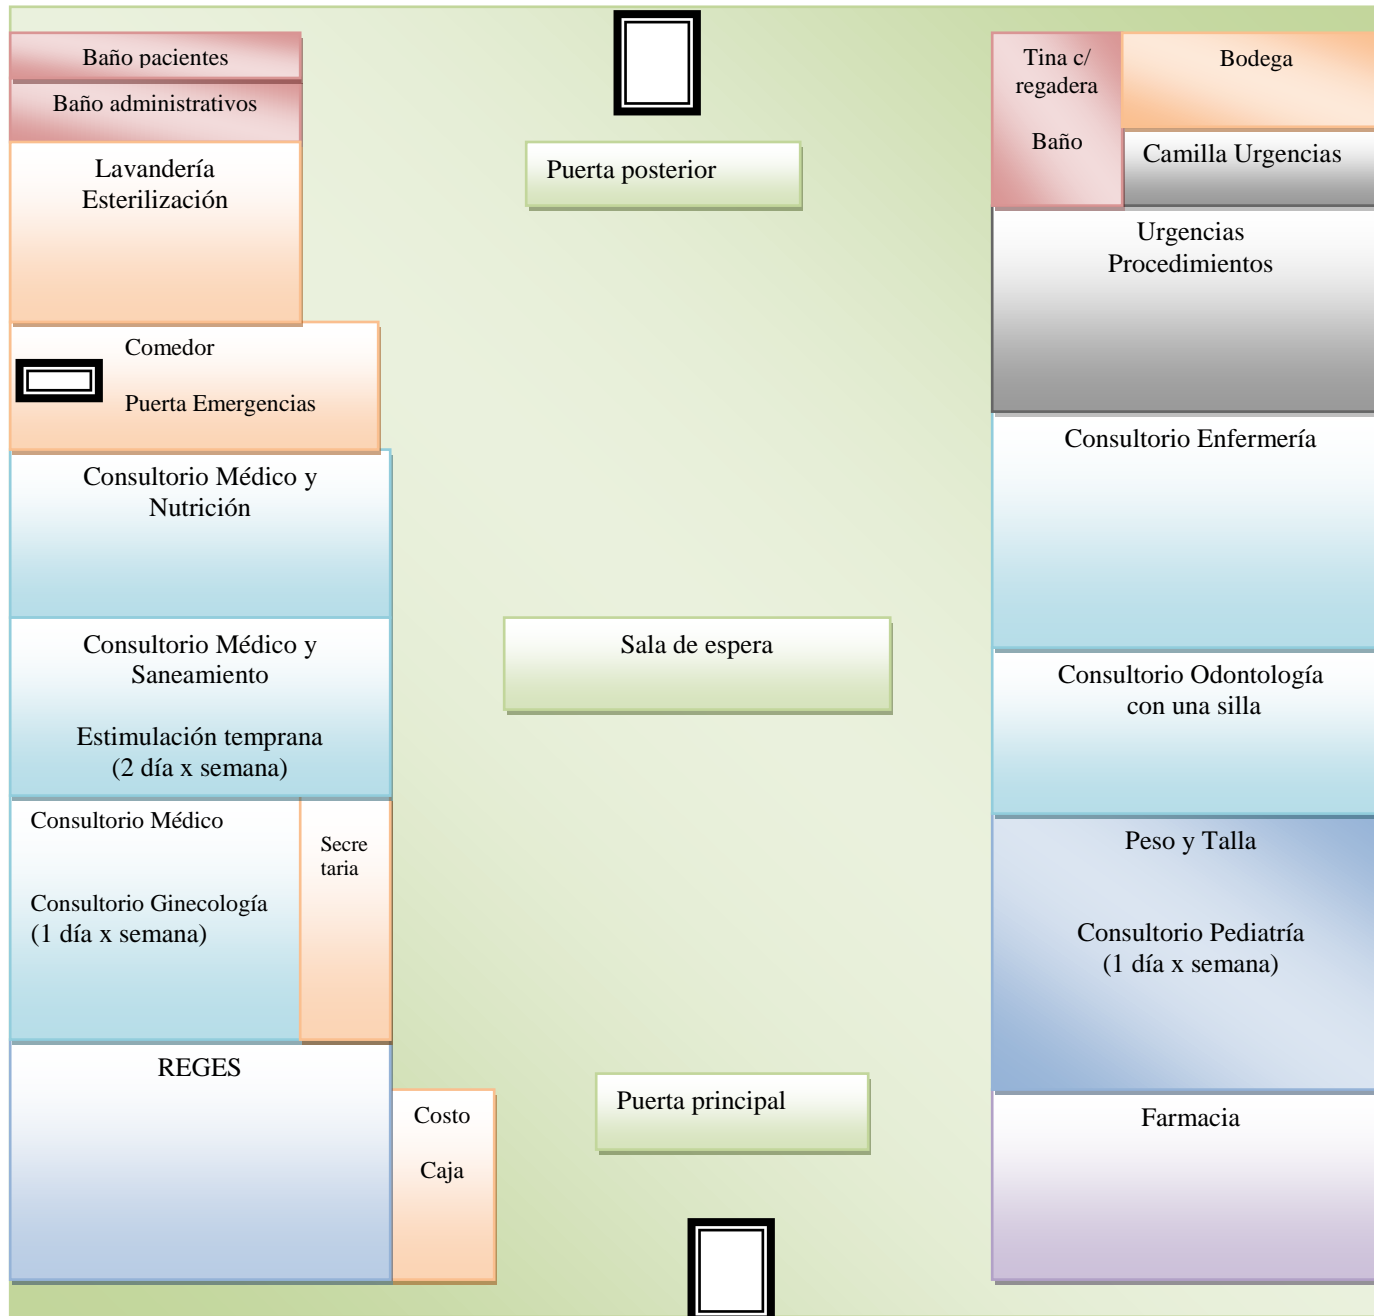 Baño pacientes
Baño administrativos
Lavandería
Esterilización
Comedor
Puerta Emergencias
Consultorio Médico y
Nutrición
Consultorio Médico y
Saneamiento
Estimulación temprana
(2 día x semana)
Consultorio Médico
Consultorio Ginecología
(1 día x semana)
Secre
taria
REGES
Costo
Caja
Puerta posterior
Sala de espera
Puerta principal
Tina c/
regadera
Baño
Bodega
Camilla Urgencias
Urgencias
Procedimientos
Consultorio Enfermería
Consultorio Odontología
con una silla
Peso y Talla
Consultorio Pediatría
(1 día x semana)
Farmacia